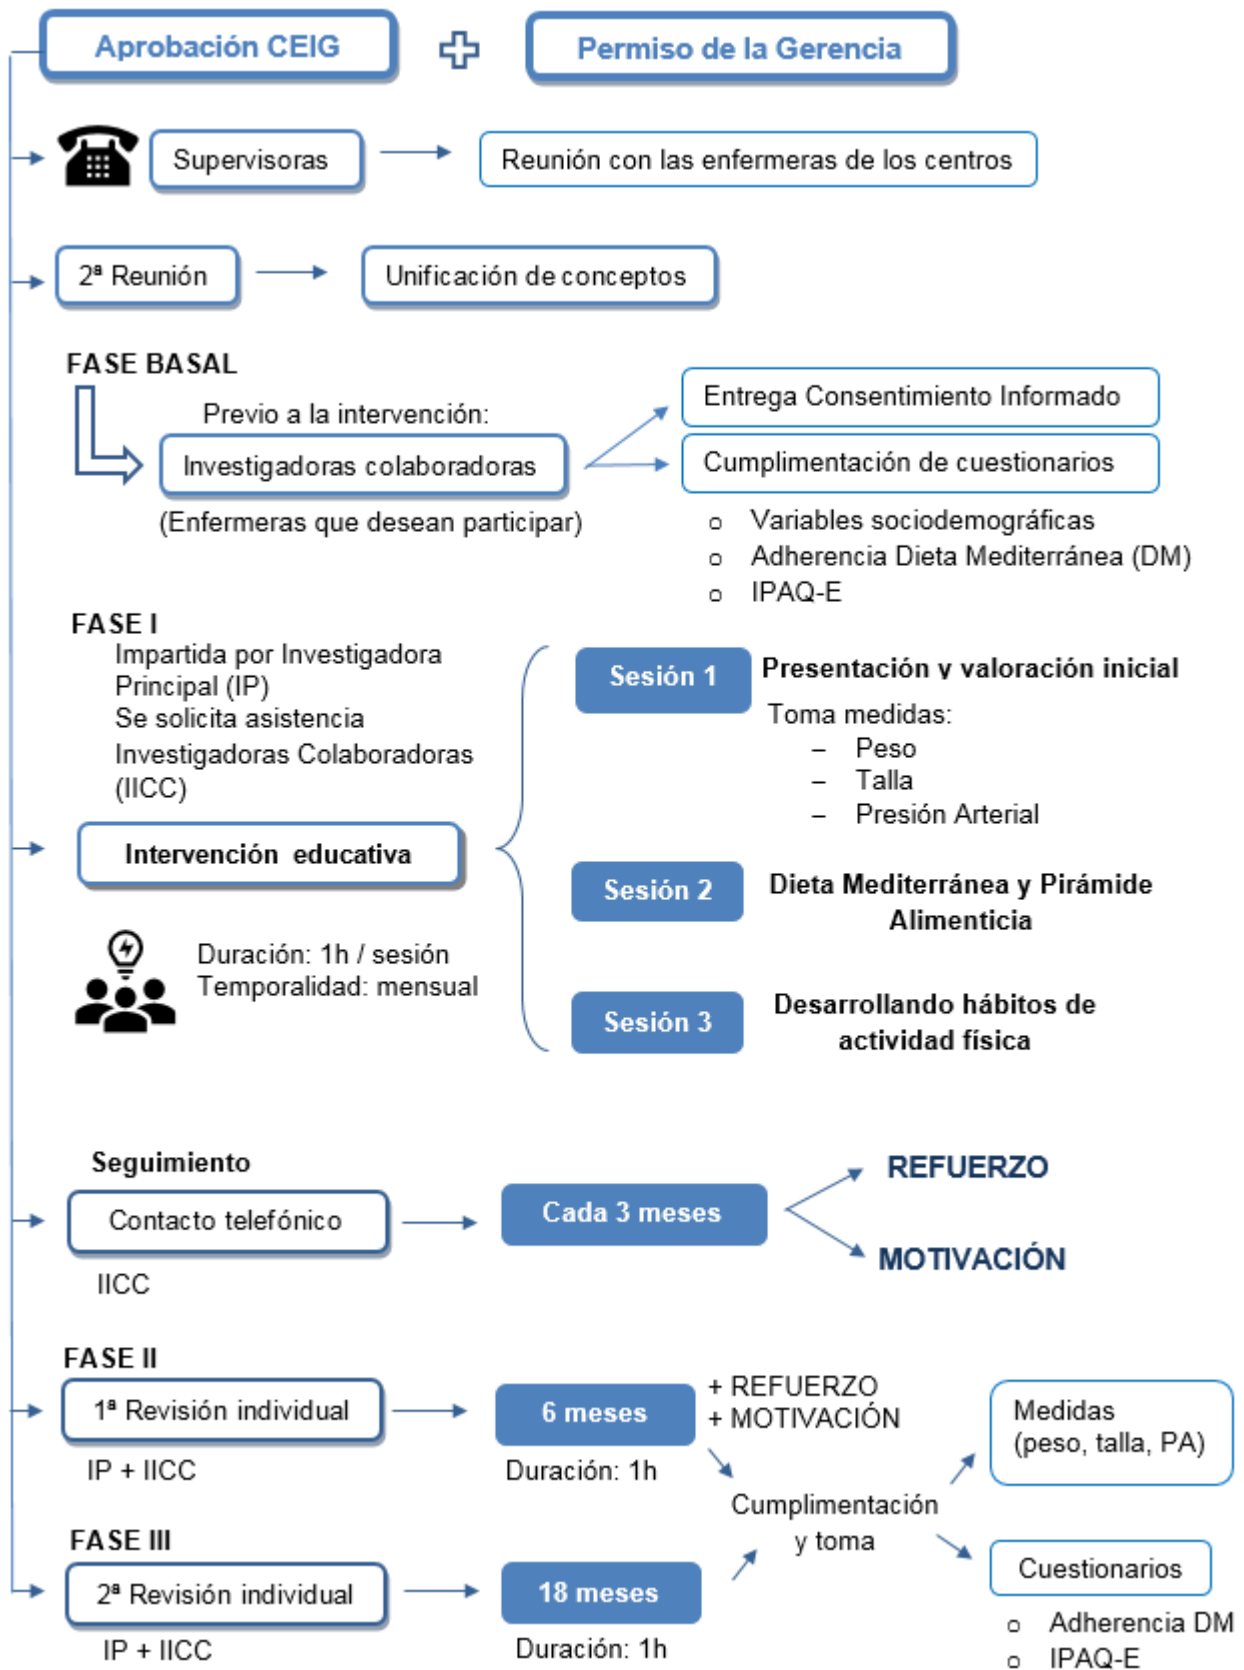 Aprobación CEIG
Permiso de la Gerencia
Supervisoras
Reunión con las enfermeras de los centros
2ª Reunión
Unificación de conceptos
FASE BASAL
Previo a la intervención:
Investigadoras colaboradoras
(Enfermeras que desean participar)
Entrega Consentimiento Informado
Cumplimentación de cuestionarios
o Variables sociodemográficas
o Adherencia Dieta Mediterránea (DM)
o IPAQ-E
FASE I
Impartida por Investigadora
Principal (IP)
Se solicita asistencia
Investigadoras Colaboradoras
(IICC)
Intervención educativa
Duración: 1h / sesión
Temporalidad: mensual
Sesión 1
Presentación y valoración inicial
Toma medidas:
– Peso
– Talla
– Presión Arterial
Sesión 2
Dieta Mediterránea y Pirámide
Alimenticia
Sesión 3
Desarrollando hábitos de
actividad física
Seguimiento
Contacto telefónico
IICC
Cada 3 meses
REFUERZO
MOTIVACIÓN
FASE II
1ª Revisión individual
IP + IICC
6 meses
Duración: 1h
+ REFUERZO
+ MOTIVACIÓN
FASE III
2ª Revisión individual
IP + IICC
18 meses
Duración: 1h
Cumplimentación
y toma
Medidas
(peso, talla, PA)
Cuestionarios
o Adherencia DM
o IPAQ-E